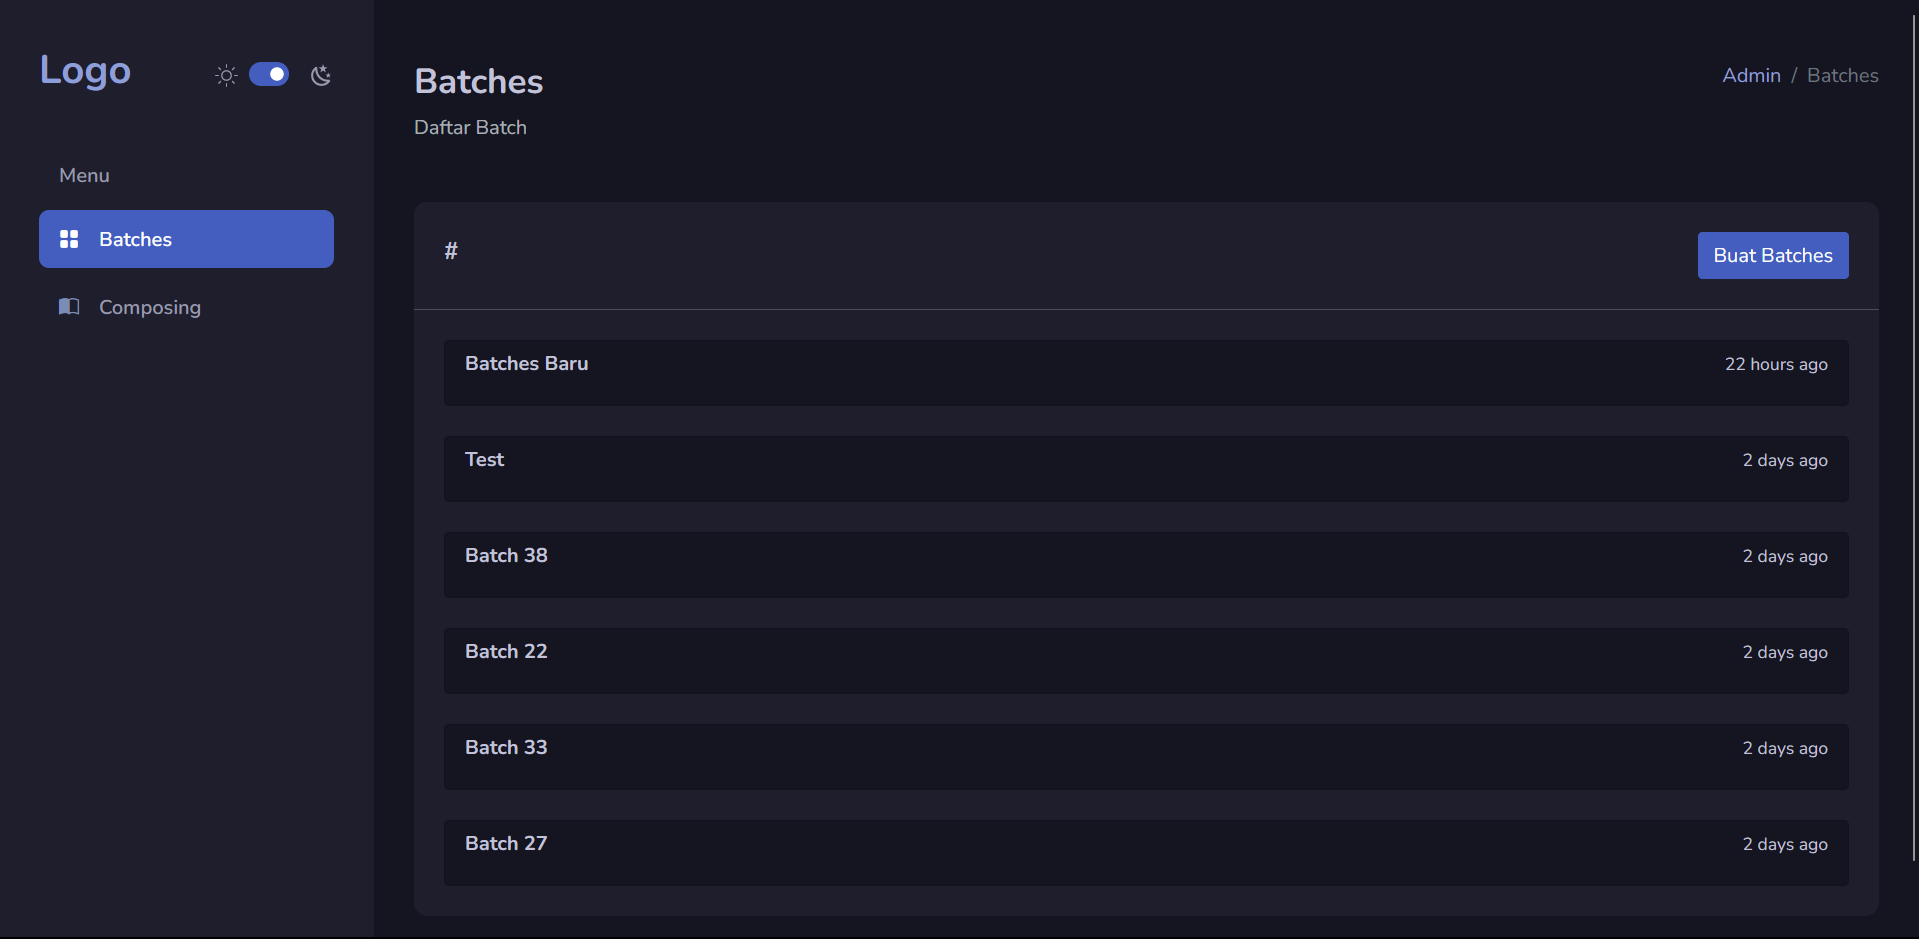 Logo
Menu
Batches
Composing
Batches
Daftar Batch
Admin / Batches
#
Buat Batches
Batches Baru
22 hours ago
Test
2 days ago
Batch 38
2 days ago
Batch 22
2 days ago
Batch 33
2 days ago
Batch 27
2 days ago